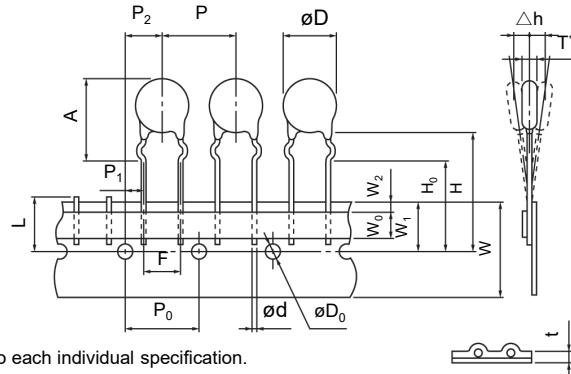 P2 P øD △h
T
A
P1
L
W2
W0
W1
H0
H
W
F
P0
ød
øD0
t
o each individual specification.